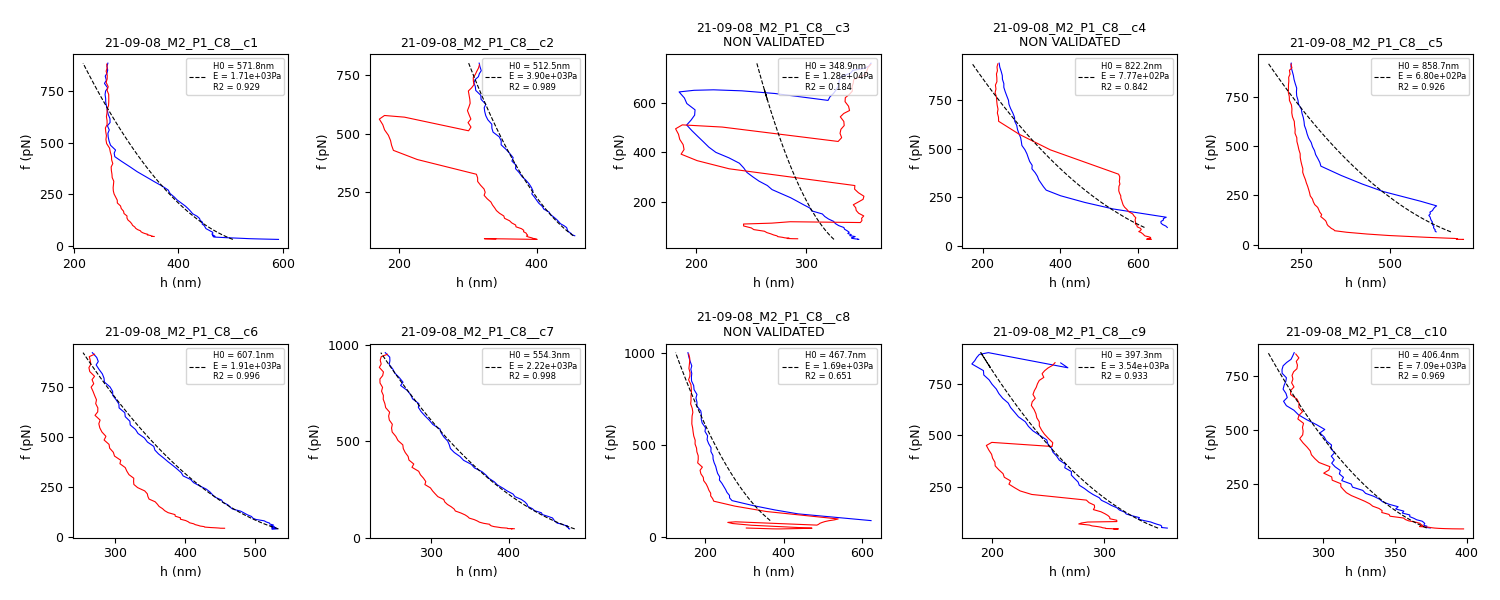 21-09-08_M2_P1_C8__c1
H0 = 571.8nm
E = 1.71e+03Pa
R2 = 0.929
750
500
250
0
f (pN)
200 400 600
h (nm)
21-09-08_M2_P1_C8__c2
H0 = 512.5nm
E = 3.90e+03Pa
R2 = 0.989
750
500
250
f (pN)
200 400
h (nm)
21-09-08_M2_P1_C8__c3
NON VALIDATED
H0 = 348.9nm
E = 1.28e+04Pa
R2 = 0.184
600
400
200
f (pN)
200 300
h (nm)
21-09-08_M2_P1_C8__c4
NON VALIDATED
H0 = 822.2nm
E = 7.77e+02Pa
R2 = 0.842
750
500
250
0
f (pN)
200 400 600
h (nm)
21-09-08_M2_P1_C8__c5
H0 = 858.7nm
E = 6.80e+02Pa
R2 = 0.926
750
500
250
0
f (pN)
250 500
h (nm)
21-09-08_M2_P1_C8__c6
H0 = 607.1nm
E = 1.91e+03Pa
R2 = 0.996
750
500
250
0
f (pN)
300 400 500
h (nm)
21-09-08_M2_P1_C8__c7
H0 = 554.3nm
E = 2.22e+03Pa
R2 = 0.998
1000
500
0
f (pN)
300 400
h (nm)
21-09-08_M2_P1_C8__c8
NON VALIDATED
H0 = 467.7nm
E = 1.69e+03Pa
R2 = 0.651
1000
500
0
f (pN)
200 400 600
h (nm)
21-09-08_M2_P1_C8__c9
H0 = 397.3nm
E = 3.54e+03Pa
R2 = 0.933
750
500
250
f (pN)
200 300
h (nm)
21-09-08_M2_P1_C8__c10
H0 = 406.4nm
E = 7.09e+03Pa
R2 = 0.969
750
500
250
f (pN)
300 350 400
h (nm)